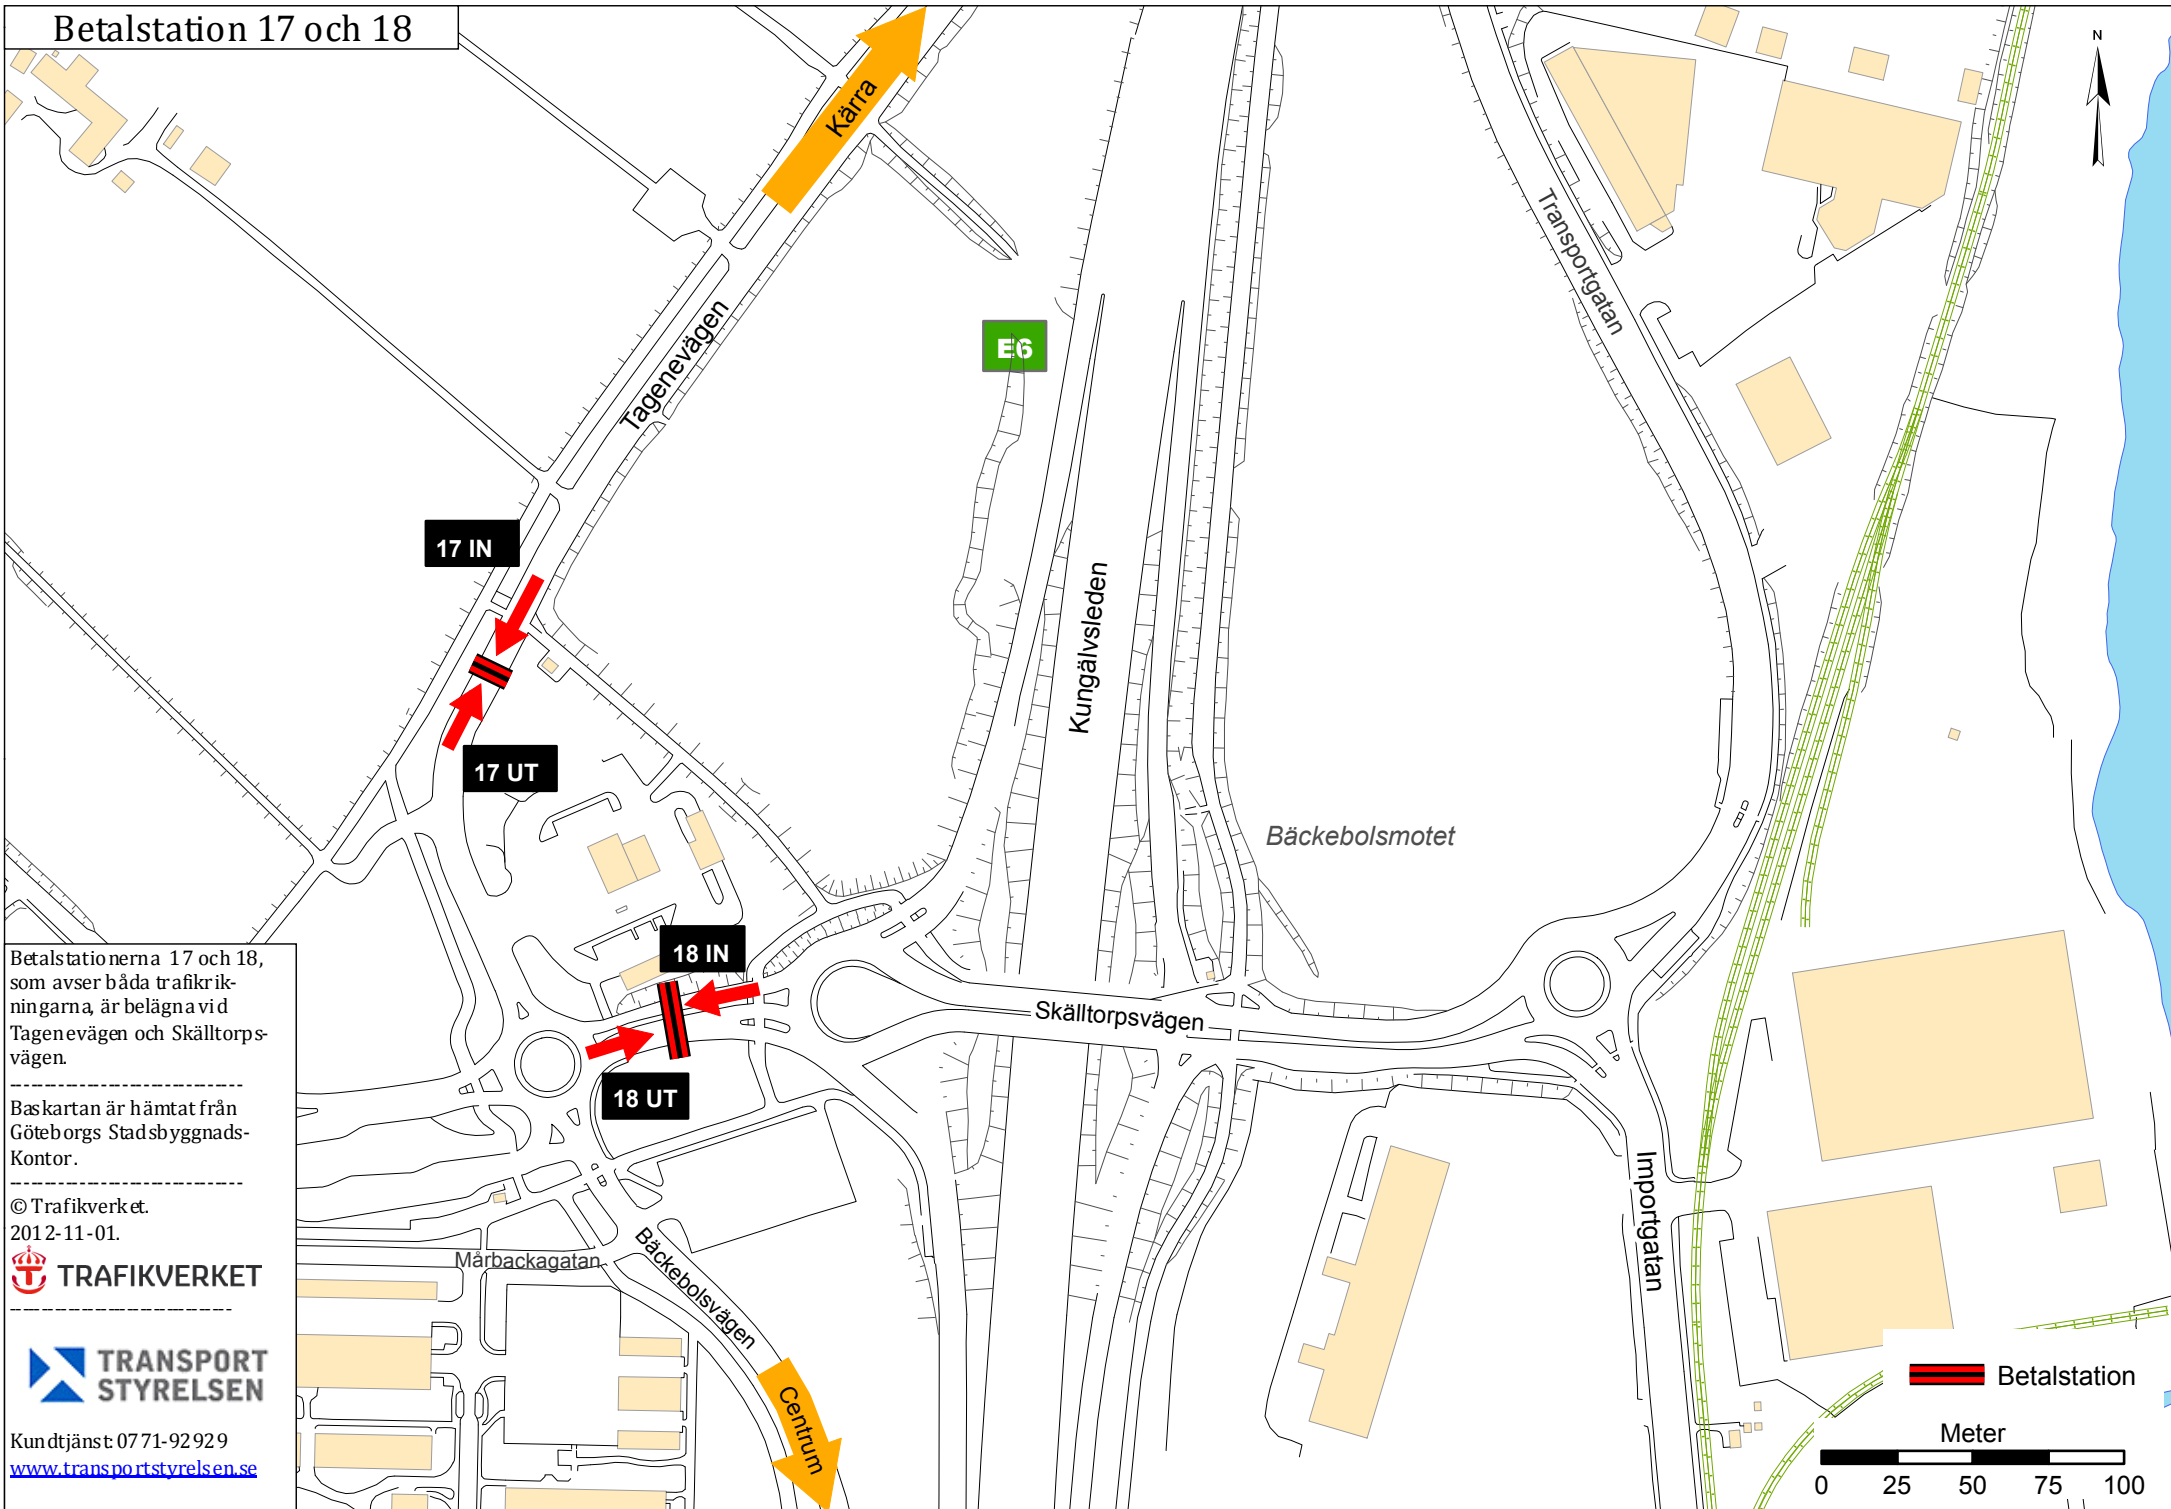 Betalstation 17 och 18
N
Kärra
Transportgatan
Tagenevägen
E6
17 IN
Kungälvsleden
17 UT
Bäckebolsmotet
18 IN
Skälltorpsvägen
18 UT
Importgatan
Mårbackagatan
Bäckebolsvägen
Centrum
Betalstationerna 17 och 18,
som avser båda trafikrik-
ningarna, är belägna vid
Tagenevägen och Skälltorps-
vägen.
------------------------------
Baskartan är hämtat från
Göteborgs Stadsbyggnads-
Kontor.
------------------------------
© Trafikverket.
2012-11-01.
TRAFIKVERKET
------------------------------
TRANSPORT
STYRELSEN
Kundtjänst: 0771-92929
www.transportstyrelsen.se
Betalstation
Meter
0 25 50 75 100